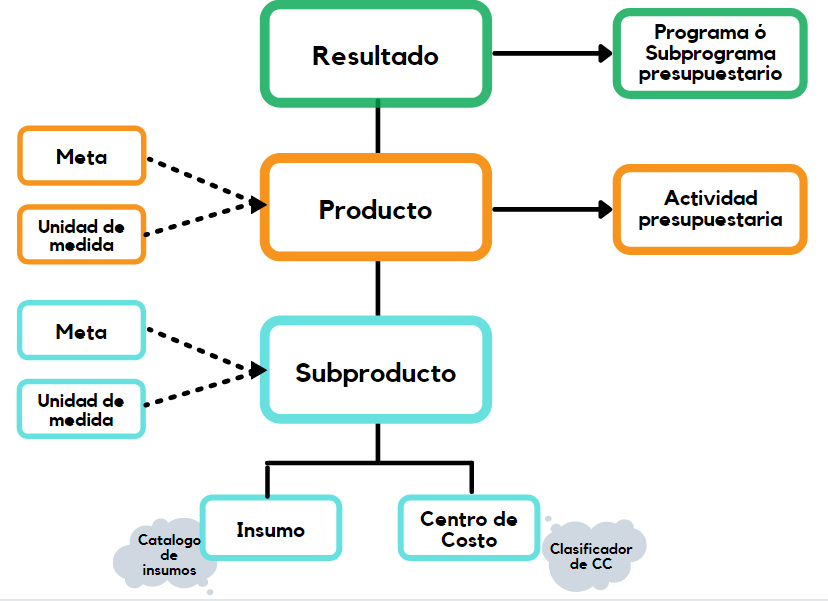 Resultado
Programa ó
Subprograma
presupuestario
Meta
Unidad de
medida
Producto
Actividad
presupuestaria
Meta
Unidad de
medida
Subproducto
Catalogo
de
insumos
Insumo
Centro de
Costo
Clasificador
de CC